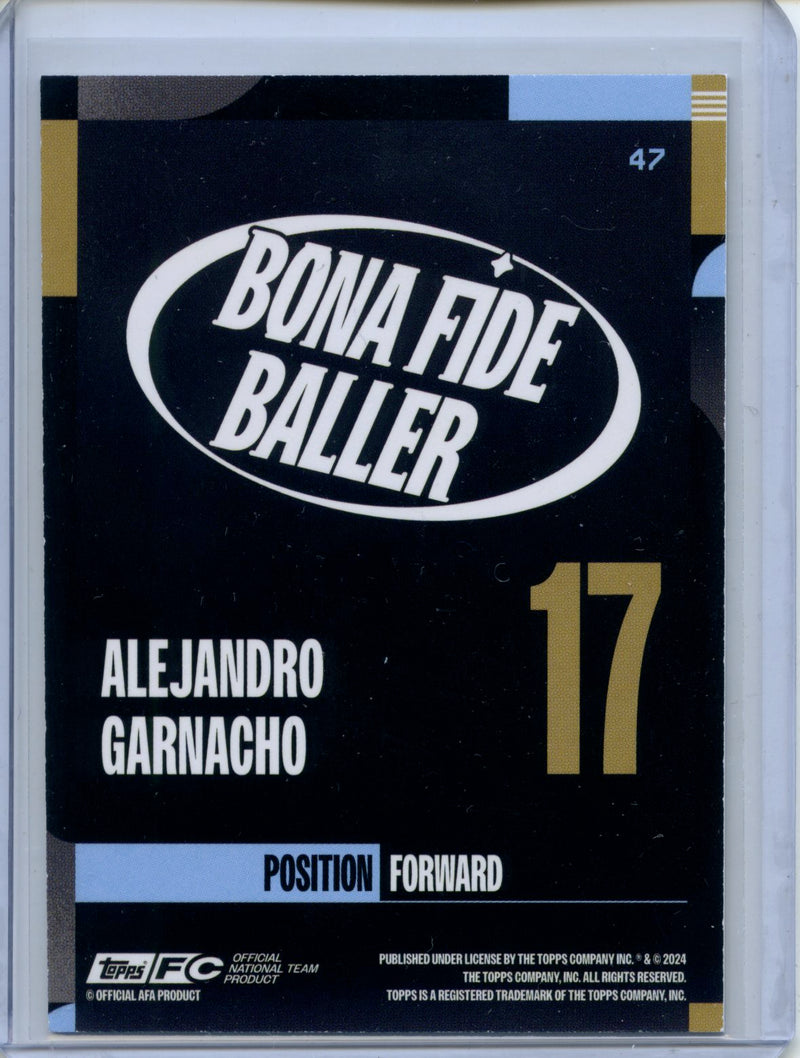 47
BONA FIDE
BALLER
17
ALEJANDRO
GARNACHO
POSITION FORWARD
topps FC OFFICIAL
NATIONAL TEAM
PRODUCT
© OFFICIAL AFA PRODUCT
PUBLISHED UNDER LICENSE BY THE TOPPS COMPANY INC. ® & © 2024
THE TOPPS COMPANY, INC. ALL RIGHTS RESERVED.
TOPPS IS A REGISTERED TRADEMARK OF THE TOPPS COMPANY, INC.